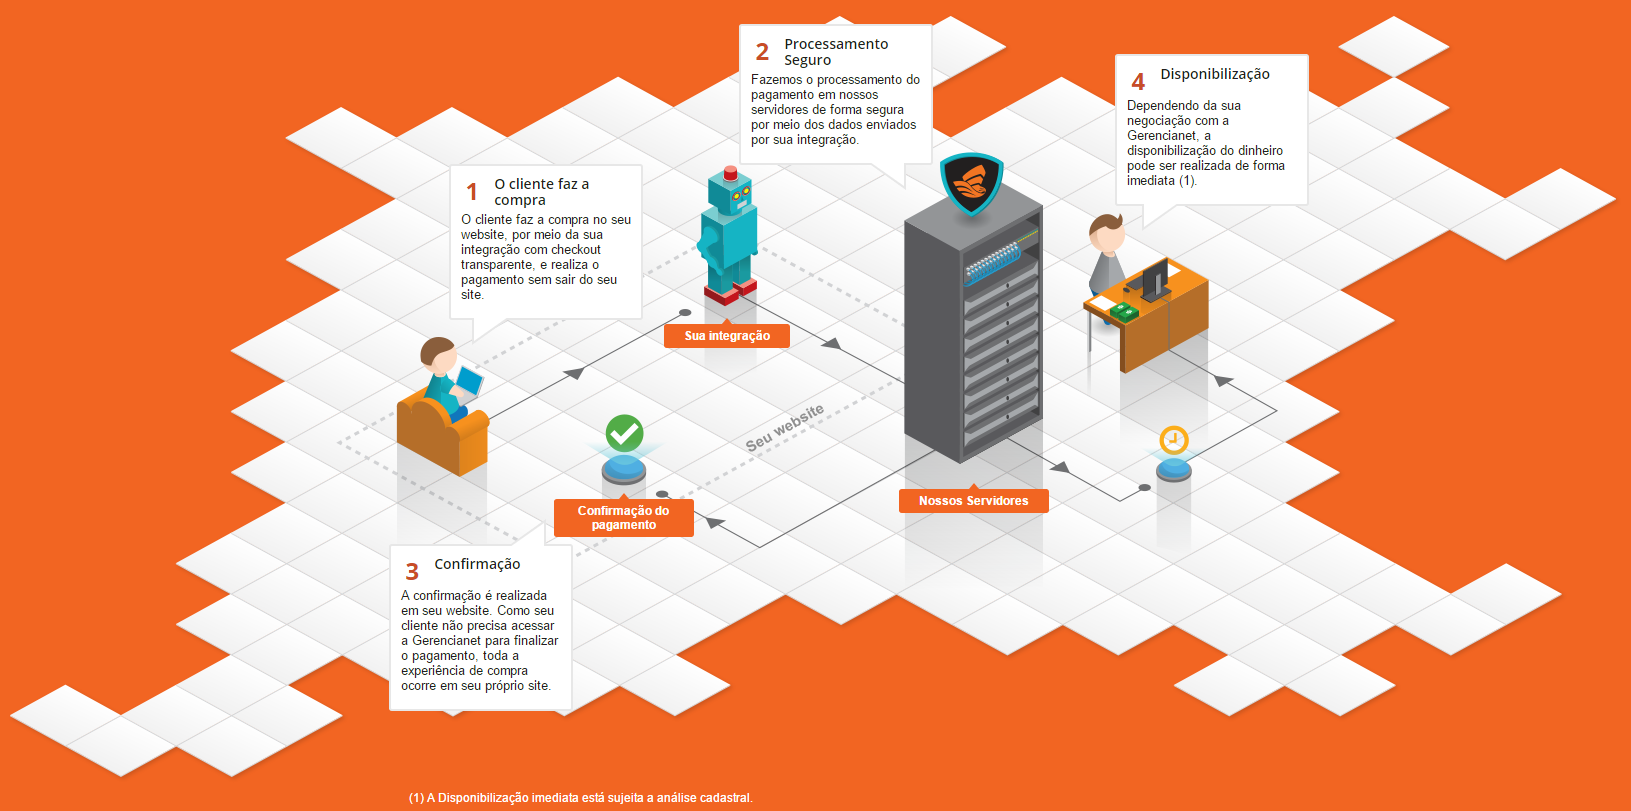 1
O cliente faz a
compra
O cliente faz a compra no seu
website, por meio da sua
integração com checkout
transparente, e realiza o
pagamento sem sair do seu
site.
2
Processamento
Seguro
Fazemos o processamento do
pagamento em nossos
servidores de forma segura
por meio dos dados enviados
por sua integração.
4
Disponibilização
Dependendo da sua
negociação com a
Gerencianet, a
disponibilização do dinheiro
pode ser realizada de forma
imediata (1).
Sua integração
Seu website
Nossos Servidores
Confirmação do
pagamento
3
Confirmação
A confirmação é realizada
em seu website. Como seu
cliente não precisa acessar
a Gerencianet para finalizar
o pagamento, toda a
experiência de compra
ocorre em seu próprio site.
(1) A Disponibilização imediata está sujeita a análise cadastral.